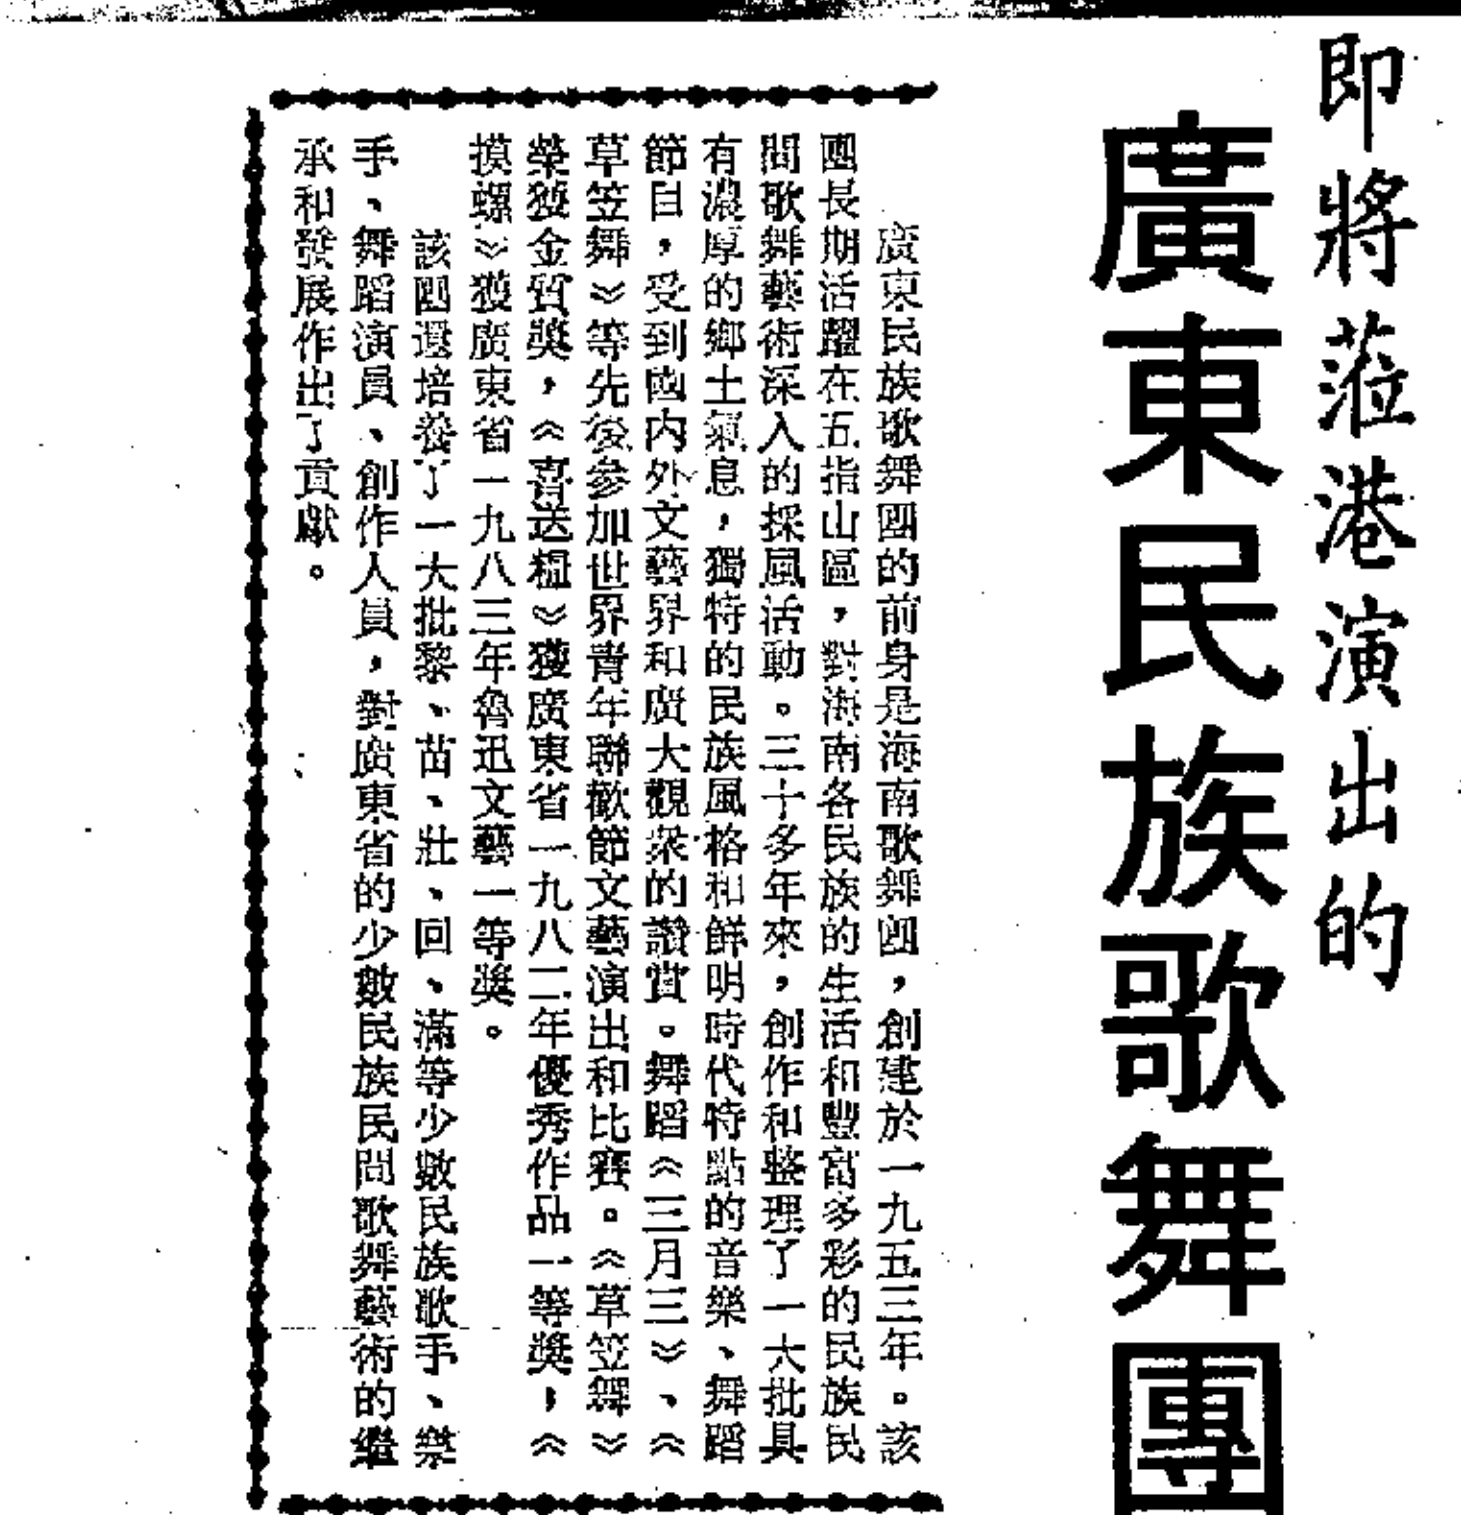 即將蒞港演出的
廣東民族歌舞團
廣東民族歌舞團的前身是海南歌舞團，創建於一九五三年。該
團長期活躍在五指山區，對海南各民族的生活和豐富多彩的民族民
間歌舞藝術深入的採風活動。三十多年來，創作和整理了一大批具
有濃厚的鄉土氣息，獨特的民族風格和鮮明時代特點的音樂、舞蹈
節目，受到國內外文藝界和廣大觀衆的讚賞。舞蹈《三月三》、《
草笠舞》等先後参加世界青年聯歡節文藝演出和比賽。《草笠舞》
榮獲金質獎，《喜送糧》獲廣東省一九八二年優秀作品一等獎，《
摸螺》獲廣東省一九八三年魯迅文藝一等獎。
該團還培養了一大批黎、苗、壯、回、滿等少數民族歌手、樂
手、舞蹈演員、創作人員，對廣東省的少數民族民間歌舞藝術的繼
承和發展作出了貢獻。